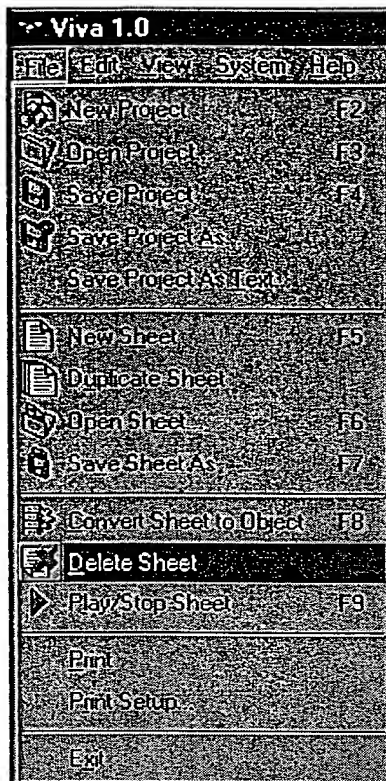 Viva 1.0
File Edit View System Help
New Project F2
Open Project... F3
Save Project F4
Save Project As...
Save Project As Text...
New Sheet F5
Duplicate Sheet
Open Sheet... F6
Save Sheet As... F7
Convert Sheet to Object F8
Delete Sheet
Play/Stop Sheet F9
Print
Print Setup...
Exit